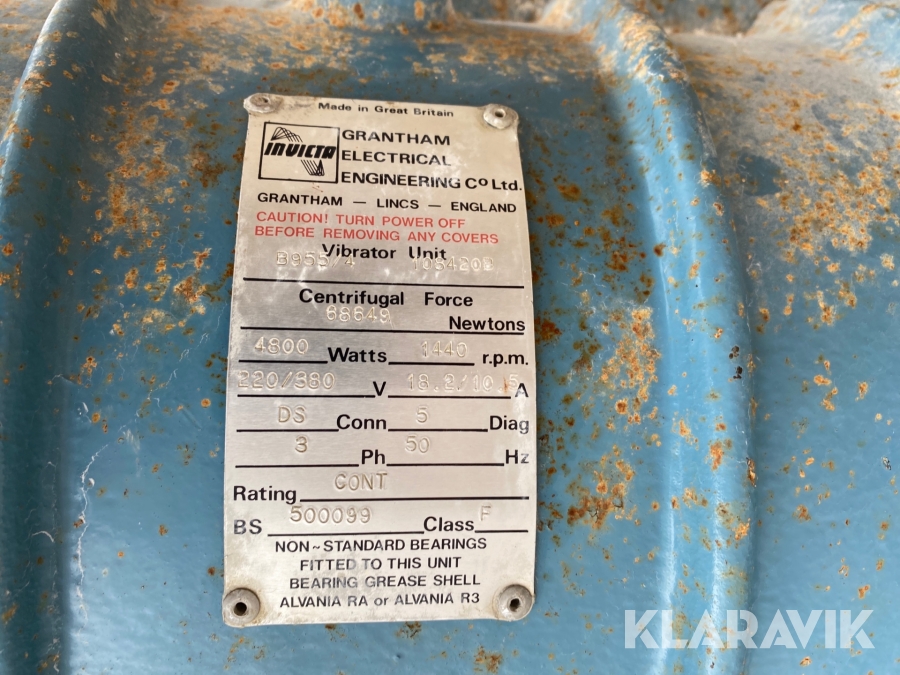 Made in Great Britain
INVICTA
GRANTHAM
ELECTRICAL
ENGINEERING Co Ltd.
GRANTHAM — LINCS — ENGLAND
CAUTION! TURN POWER OFF
BEFORE REMOVING ANY COVERS
Vibrator Unit
B955/4 1084202
Centrifugal Force
68649 Newtons
4800 Watts 1440 r.p.m.
220/380 V 18.2/10.5 A
DS Conn 5 Diag
3 Ph 50 Hz
Rating CONT
BS 500099 Class F
NON~STANDARD BEARINGS
FITTED TO THIS UNIT
BEARING GREASE SHELL
ALVANIA RA or ALVANIA R3
KLARAVIK